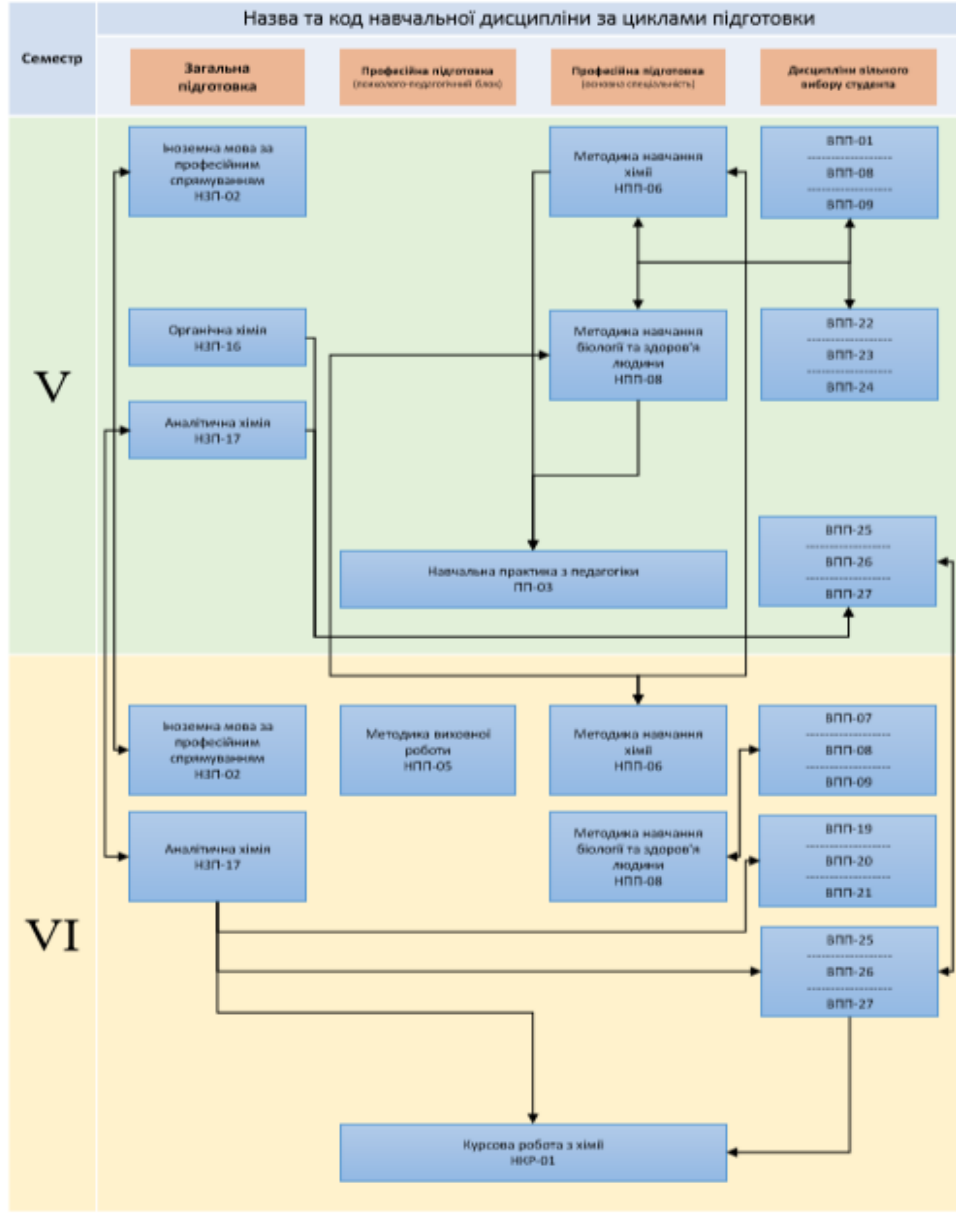 Назва та код навчальної дисципліни за циклами підготовки
Семестр
Загальна
підготовка
Професійна підготовка
(психолого-педагогічний блок)
Професійна підготовка
(основна спеціальність)
Дисципліни вільного
вибору студента
V
Іноземна мова за
професійним
спрямуванням
НЗП-02
Методика навчання
хімії
НПП-06
ВПП-01
--------------------
ВПП-08
--------------------
ВПП-09
Органічна хімія
НЗП-16
Методика навчання
біології та здоров'я
людини
НПП-08
ВПП-22
--------------------
ВПП-23
--------------------
ВПП-24
Аналітична хімія
НЗП-17
Навчальна практика з педагогіки
ПП-03
ВПП-25
--------------------
ВПП-26
--------------------
ВПП-27
VI
Іноземна мова за
професійним
спрямуванням
НЗП-02
Методика виховної
роботи
НПП-05
Методика навчання
хімії
НПП-06
ВПП-07
--------------------
ВПП-08
--------------------
ВПП-09
Аналітична хімія
НЗП-17
Методика навчання
біології та здоров'я
людини
НПП-08
ВПП-19
--------------------
ВПП-20
--------------------
ВПП-21
ВПП-25
--------------------
ВПП-26
--------------------
ВПП-27
Курсова робота з хімії
НКР-01